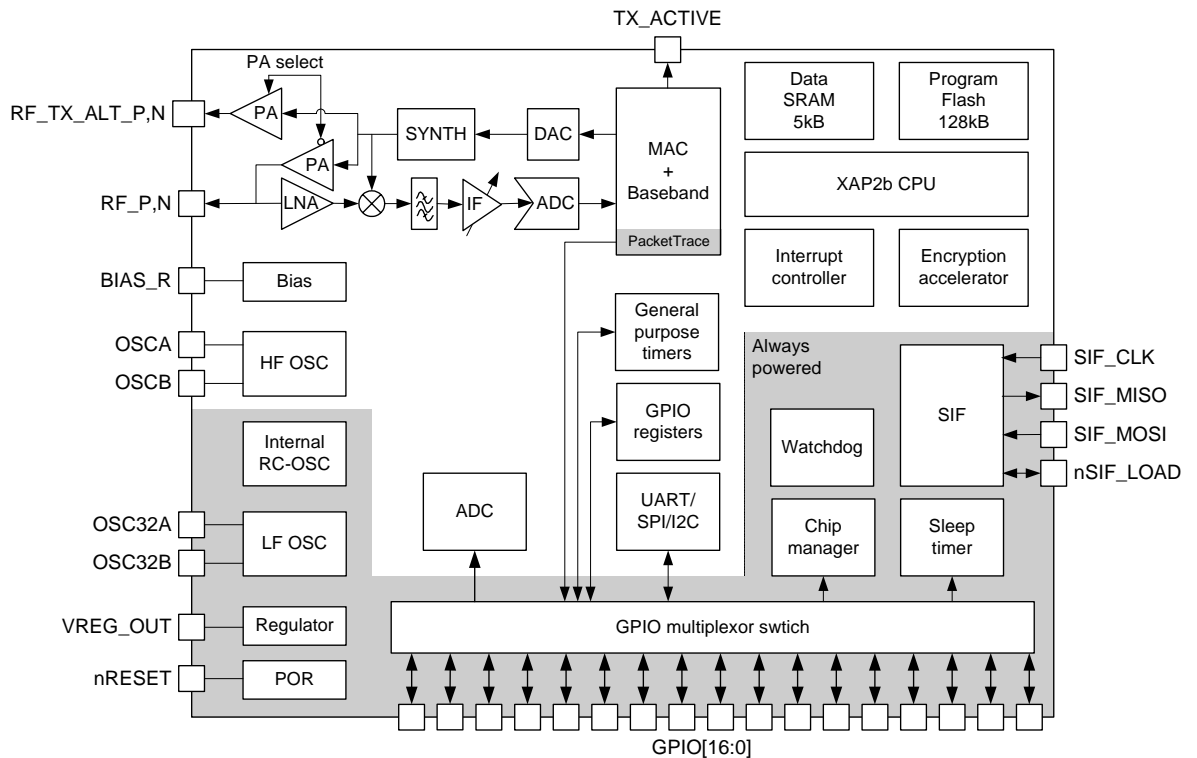 TX_ACTIVE
PA select
RF_TX_ALT_P,N
PA
SYNTH
DAC
MAC
+
Baseband
PacketTrace
Data
SRAM
5kB
Program
Flash
128kB
PA
RF_P,N
LNA
IF
ADC
XAP2b CPU
BIAS_R
Bias
Interrupt
controller
Encryption
accelerator
OSCA
OSCB
HF OSC
General
purpose
timers
Always
powered
SIF
SIF_CLK
SIF_MISO
SIF_MOSI
nSIF_LOAD
Internal
RC-OSC
GPIO
registers
Watchdog
OSC32A
OSC32B
LF OSC
ADC
UART/
SPI/I2C
Chip
manager
Sleep
timer
VREG_OUT
Regulator
GPIO multiplexor swtich
nRESET
POR
GPIO[16:0]